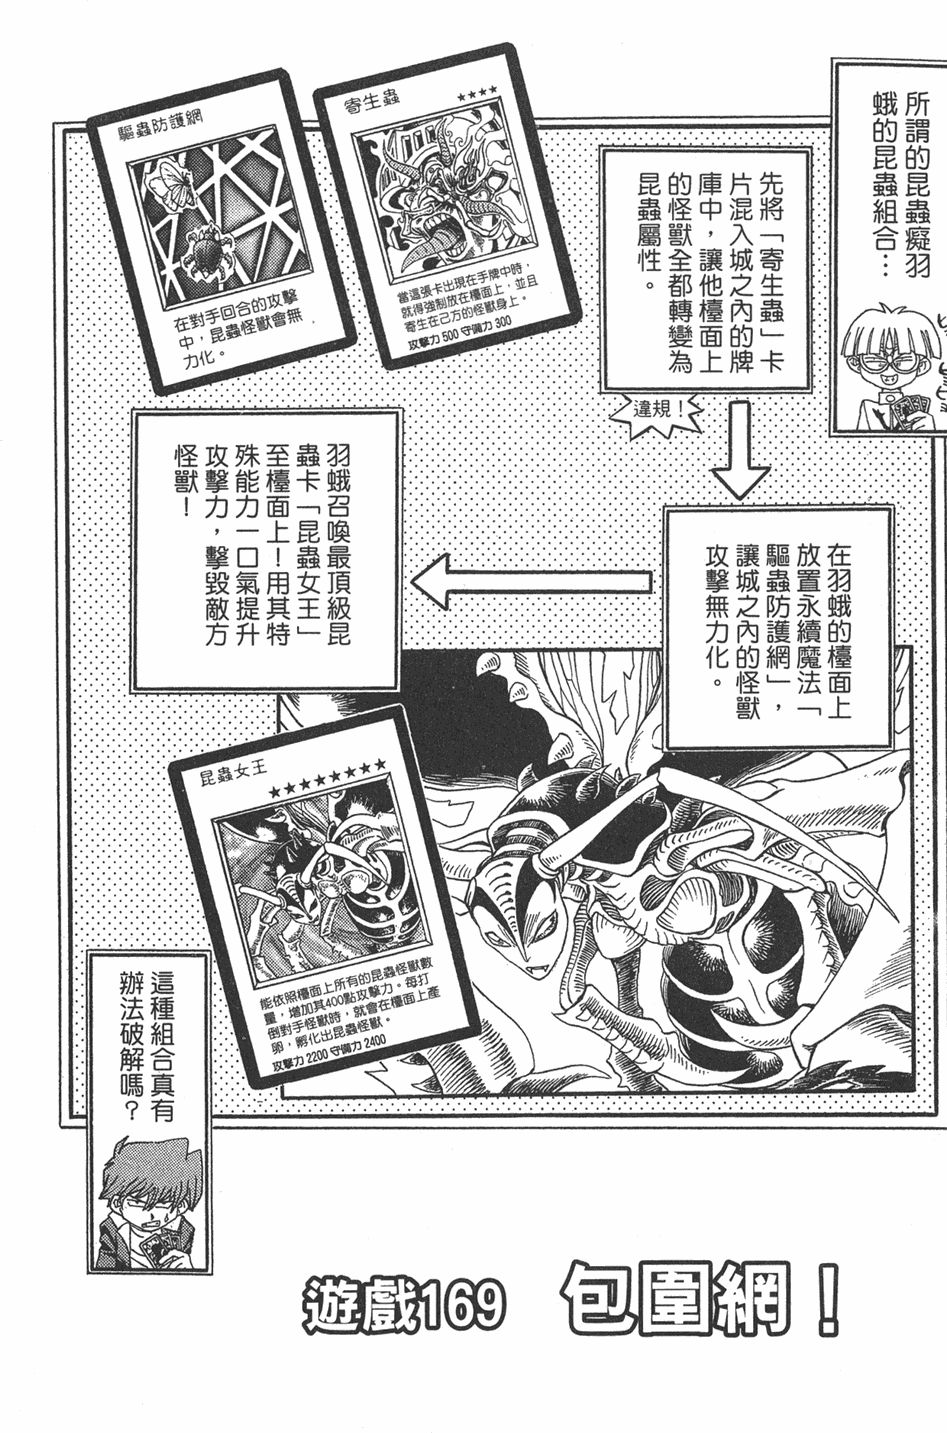 所謂的昆蟲癡羽
蛾的昆蟲組合…
先將「寄生蟲」卡
片混入城之內的牌
庫中，讓他檯面上
的怪獸全都轉變為
昆蟲屬性。
違規！
寄生蟲
★★★★
當這張卡出現在手牌中時
就得強制放在檯面上，並且
寄生在己方的怪獸身上。
攻擊力 500 守備力 300
驅蟲防護網
在對手回合的攻擊
中，昆蟲怪獸會無
力化。
在羽蛾的檯面上
放置永續魔法「
驅蟲防護網」，
讓城之內的怪獸
攻擊無力化。
羽蛾召喚最頂級昆
蟲卡「昆蟲女王」
至檯面上！用其特
殊能力一口氣提升
攻擊力，擊毀敵方
怪獸！
昆蟲女王
★★★★★★★★
能依照檯面上所有的昆蟲怪獸數
量，增加其400點攻擊力。每打
倒對手怪獸時，就會在檯面上產
卵，孵化出昆蟲怪獸。
攻擊力 2200 守備力 2400
這種組合真有
辦法破解嗎？
遊戲169 包圍網！